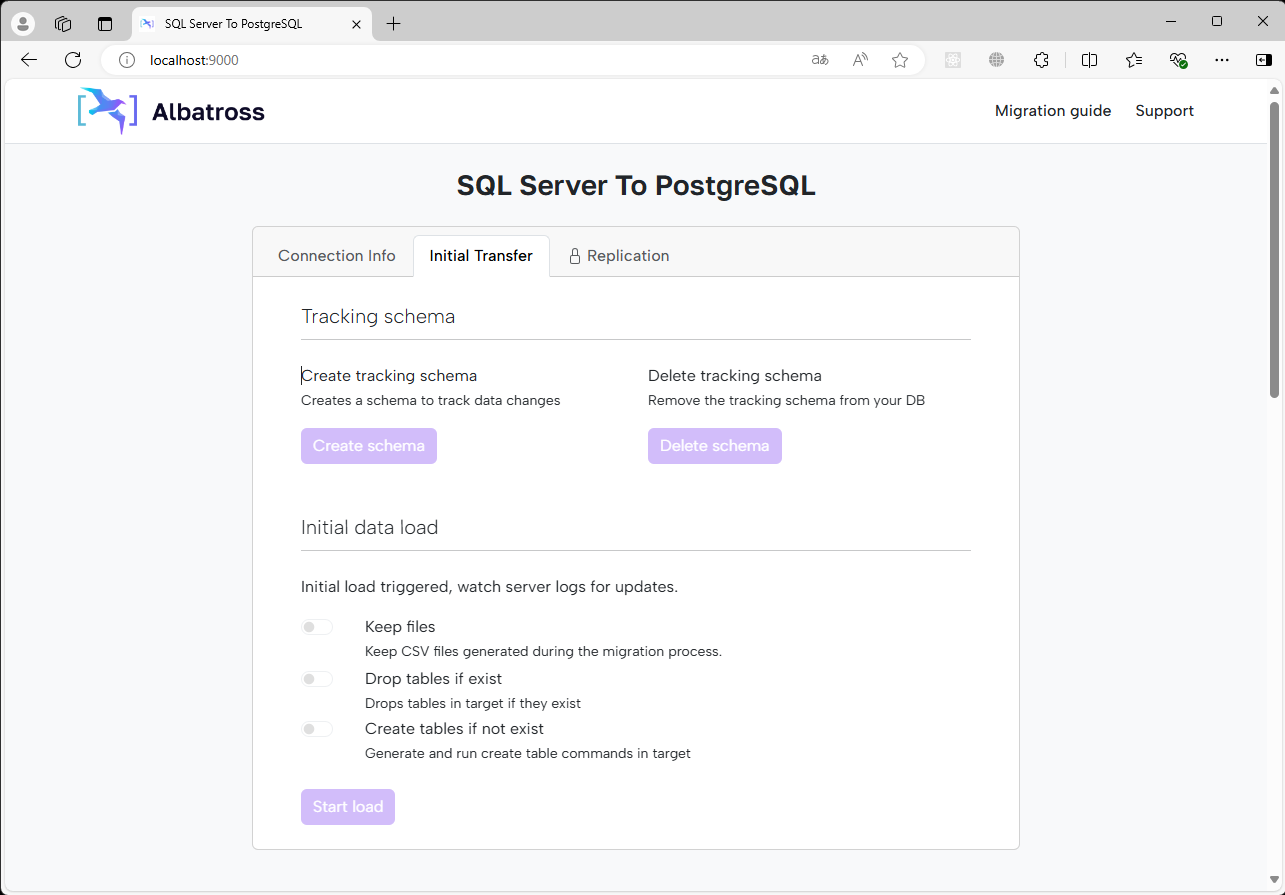 SQL Server To PostgreSQL
localhost:9000
Albatross
Migration guide
Support
SQL Server To PostgreSQL
Connection Info
Initial Transfer
Replication
Tracking schema
Create tracking schema
Creates a schema to track data changes
Create schema
Delete tracking schema
Remove the tracking schema from your DB
Delete schema
Initial data load
Initial load triggered, watch server logs for updates.
Keep files
Keep CSV files generated during the migration process.
Drop tables if exist
Drops tables in target if they exist
Create tables if not exist
Generate and run create table commands in target
Start load